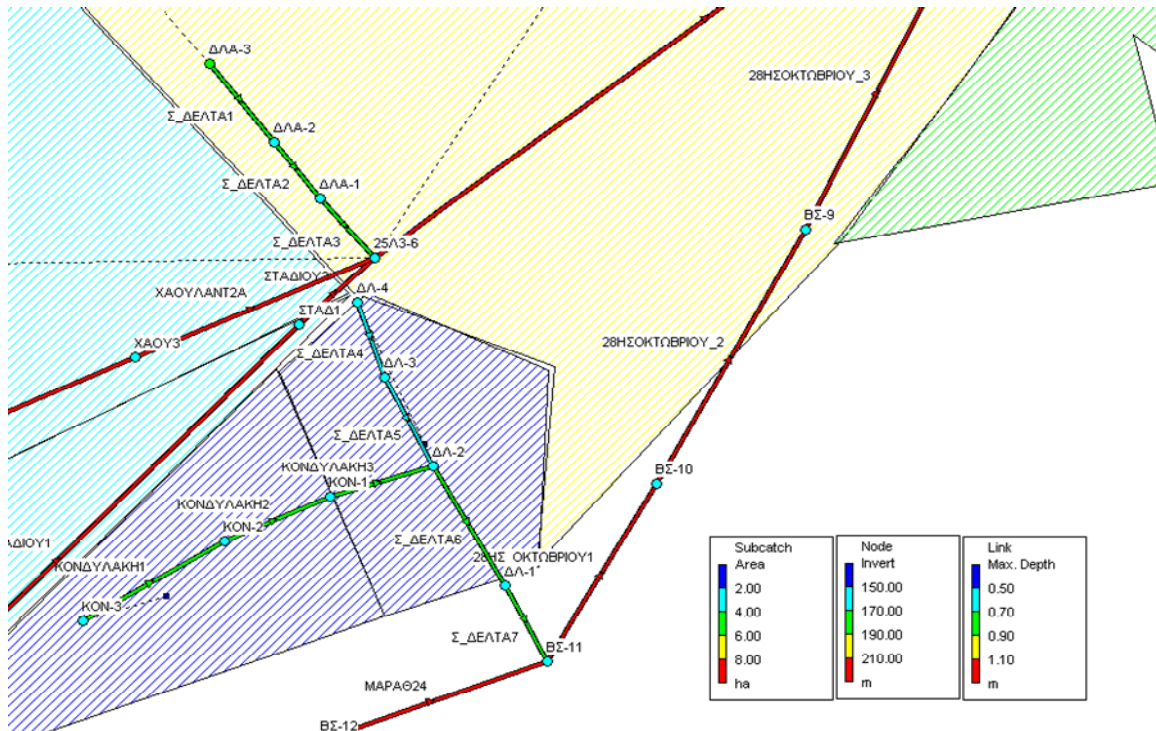 ΔΛΑ-3
28ΗΣΟΚΤΩΒΡΙΟΥ_3
Σ_ΔΕΛΤΑ1
ΔΛΑ-2
Σ_ΔΕΛΤΑ2
ΔΛΑ-1
ΒΣ-9
Σ_ΔΕΛΤΑ3
25Λ3-6
ΣΤΑΔΙΟΥ2
ΧΑΟΥΛΑΝΤ2Α
ΔΛ-4
ΣΤΑΔ1
ΧΑΟΥ3
28ΗΣΟΚΤΩΒΡΙΟΥ_2
Σ_ΔΕΛΤΑ4
ΔΛ-3
Σ_ΔΕΛΤΑ5
ΔΛ-2
ΚΟΝΔΥΛΑΚΗ3
ΒΣ-10
ΚΟΝ-1
ΚΟΝΔΥΛΑΚΗ2
ΚΟΝ-2
ΑΔΙΟΥ1
Σ_ΔΕΛΤΑ6
28ΗΣ_ΟΚΤΩΒΡΙΟΥ1
ΚΟΝΔΥΛΑΚΗ1
ΔΛ-1
ΚΟΝ-3
Σ_ΔΕΛΤΑ7
ΒΣ-11
ΜΑΡΑΘ24
ΒΣ-12
Subcatch
Area
2.00
4.00
6.00
8.00
ha
Node
Invert
150.00
170.00
190.00
210.00
m
Link
Max. Depth
0.50
0.70
0.90
1.10
m